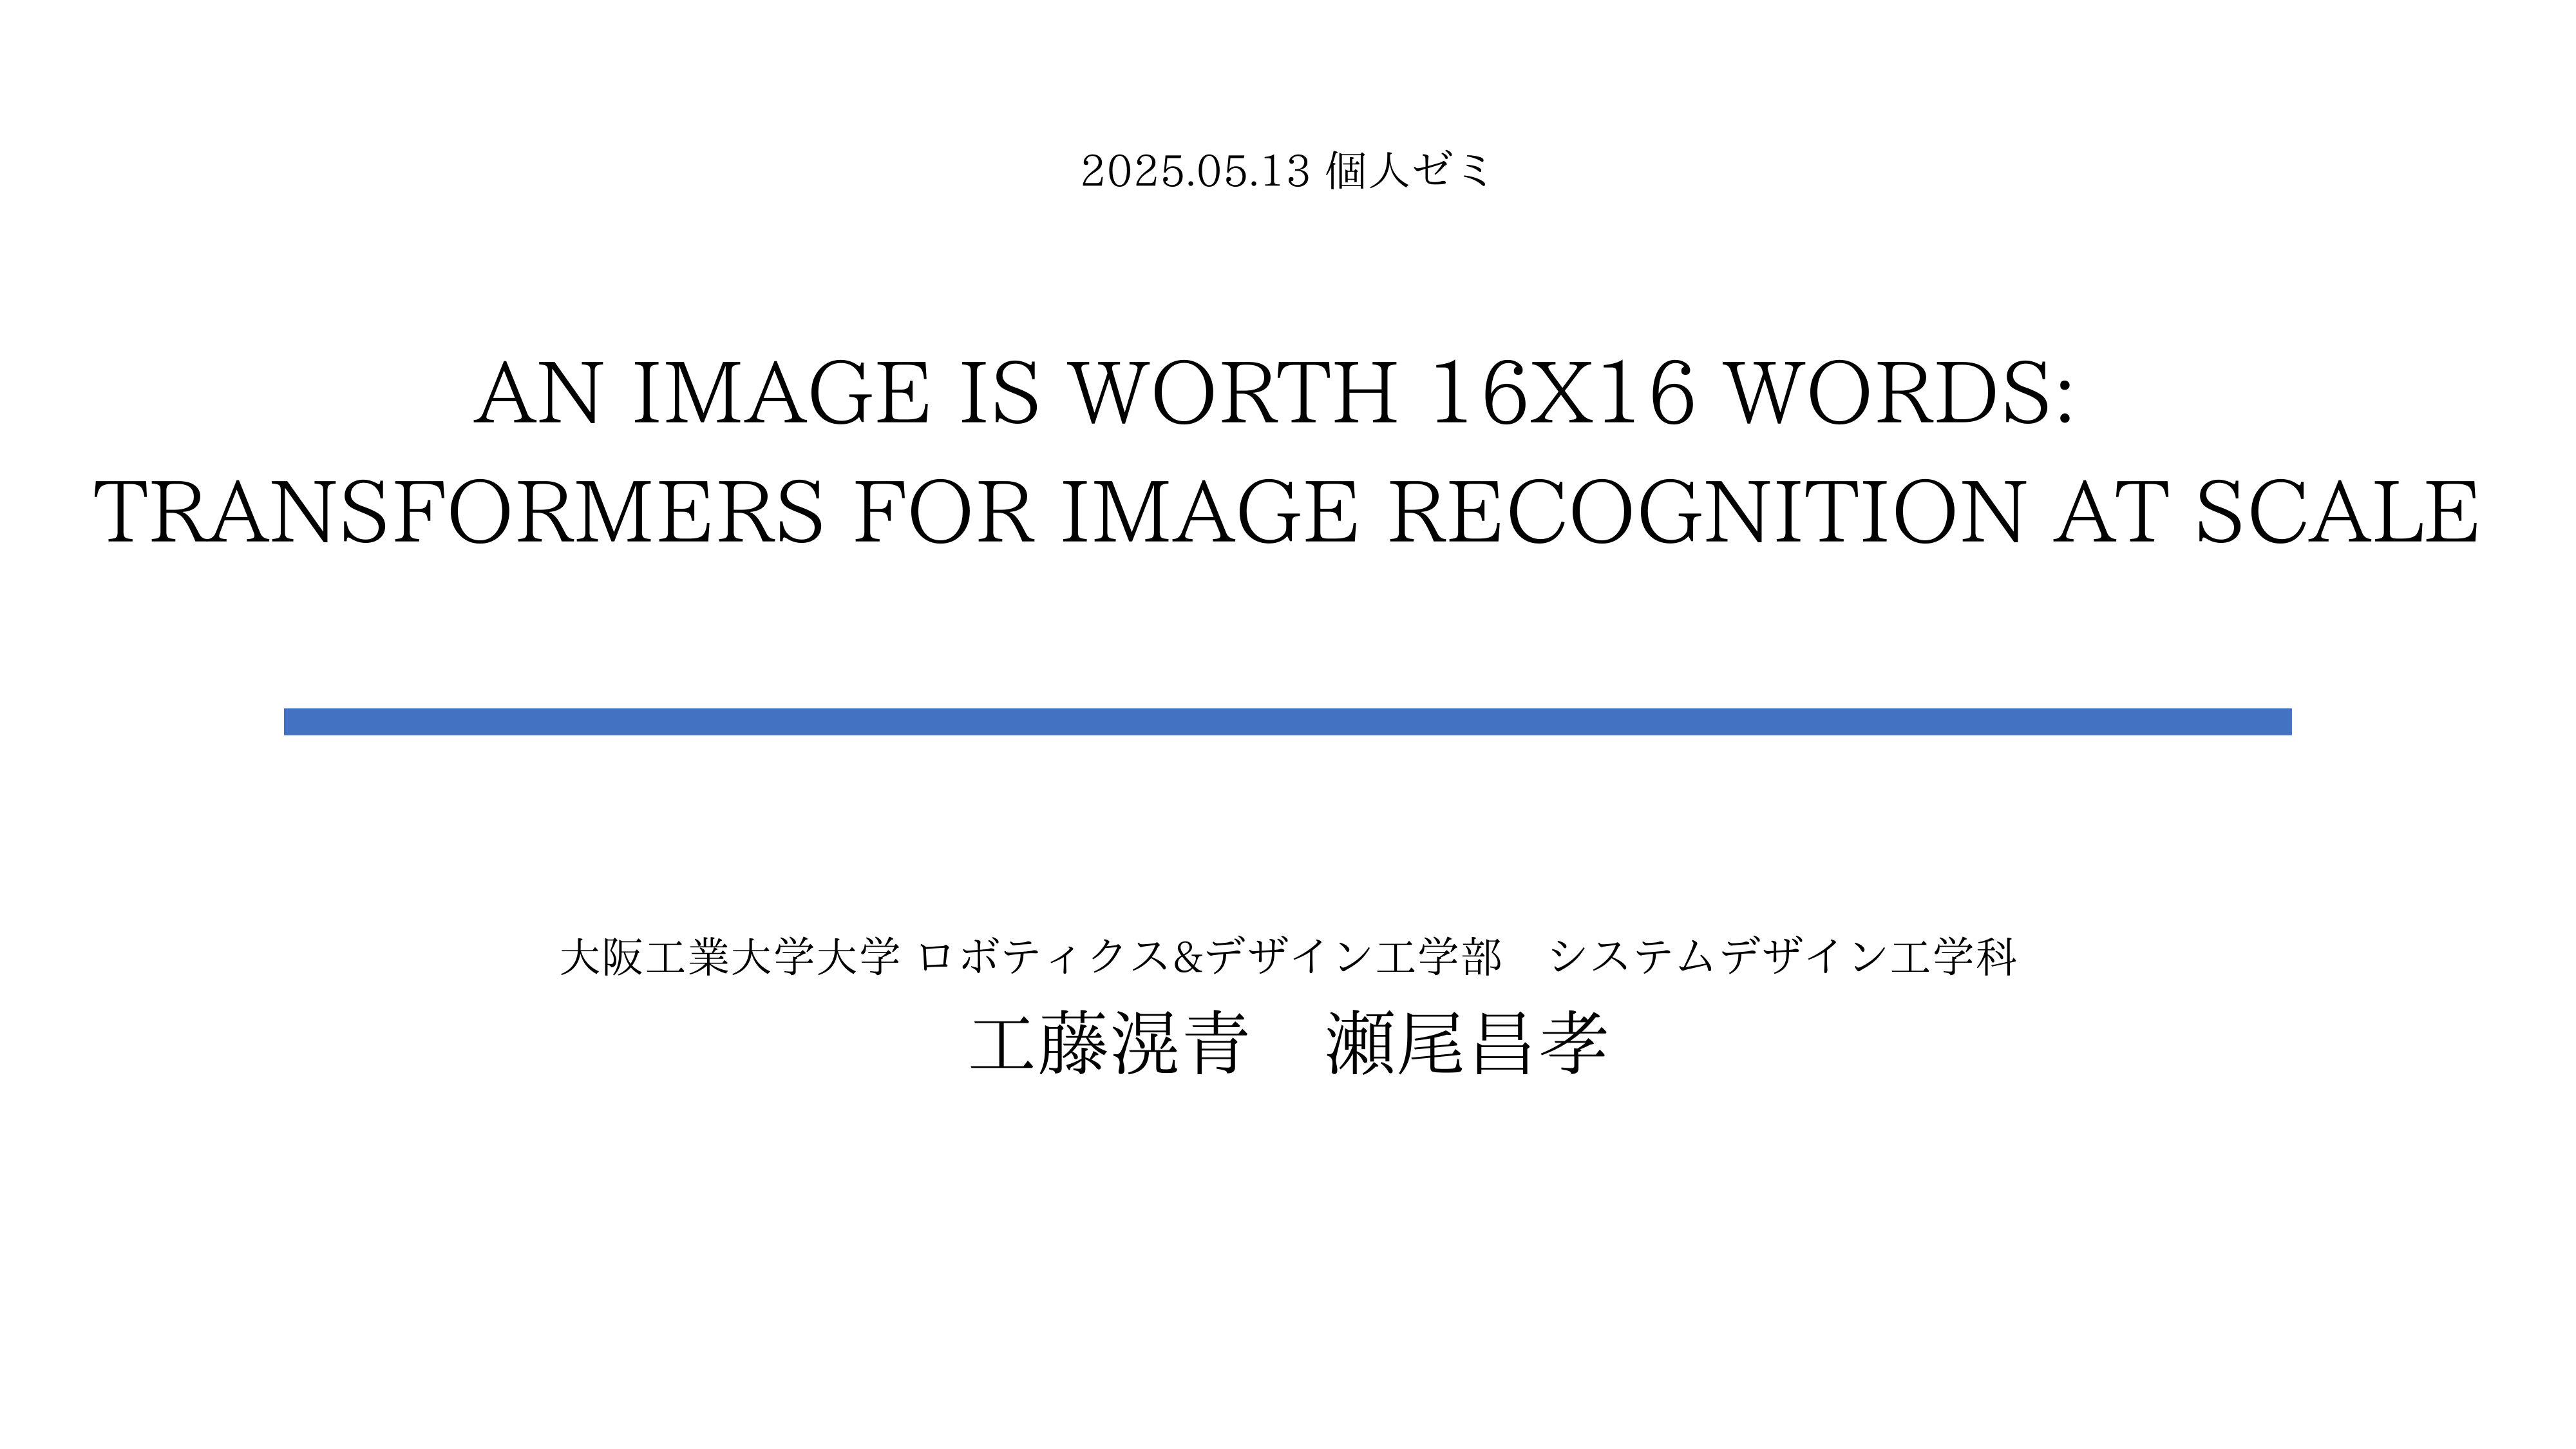 2025.05.13 個人ゼミ
AN IMAGE IS WORTH 16X16 WORDS:
TRANSFORMERS FOR IMAGE RECOGNITION AT SCALE
大阪工業大学大学 ロボティクス&デザイン工学部　システムデザイン工学科
工藤滉青　瀬尾昌孝